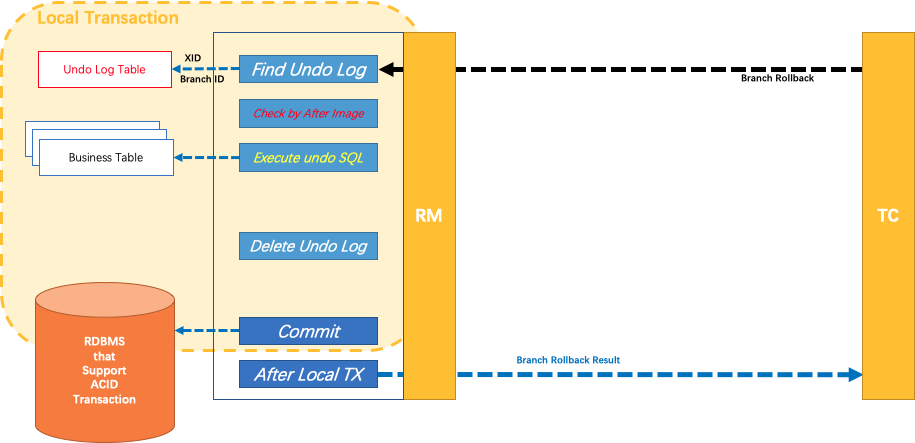 Local Transaction
XID
Undo Log Table
Branch ID
Find Undo Log
Branch Rollback
Check by After Image
Business Table
Execute undo SQL
RM
TC
Delete Undo Log
Commit
RDBMS
that
Support
ACID
Transaction
After Local TX
Branch Rollback Result